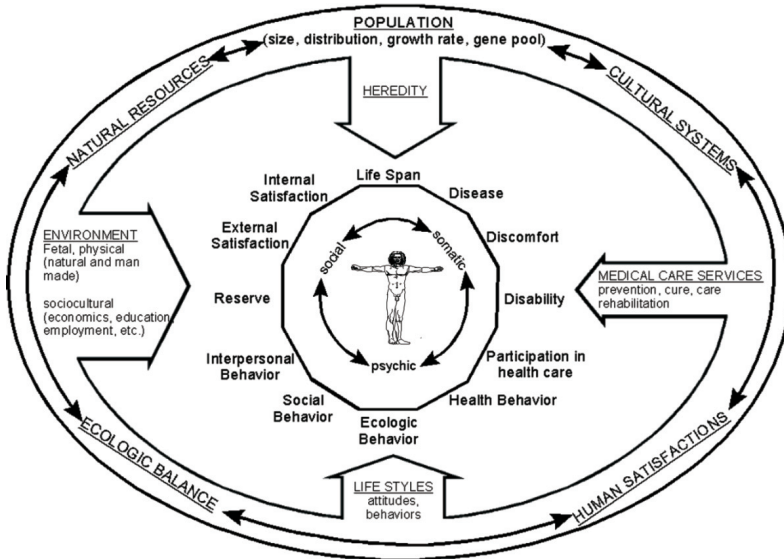 POPULATION
(size, distribution, growth rate, gene pool)
NATURAL RESOURCES
CULTURAL SYSTEMS
HEREDITY
Life Span
Internal
Satisfaction
Disease
External
Satisfaction
Discomfort
social
somatic
ENVIRONMENT
Fetal, physical
(natural and man
made)
sociocultural
(economics, education,
employment, etc.)
Reserve
Disability
MEDICAL CARE SERVICES
prevention, cure, care
rehabilitation
psychic
Interpersonal
Behavior
Participation in
health care
Social
Behavior
Health Behavior
Ecologic
Behavior
ECOLOGIC BALANCE
HUMAN SATISFACTIONS
LIFE STYLES
attitudes,
behaviors